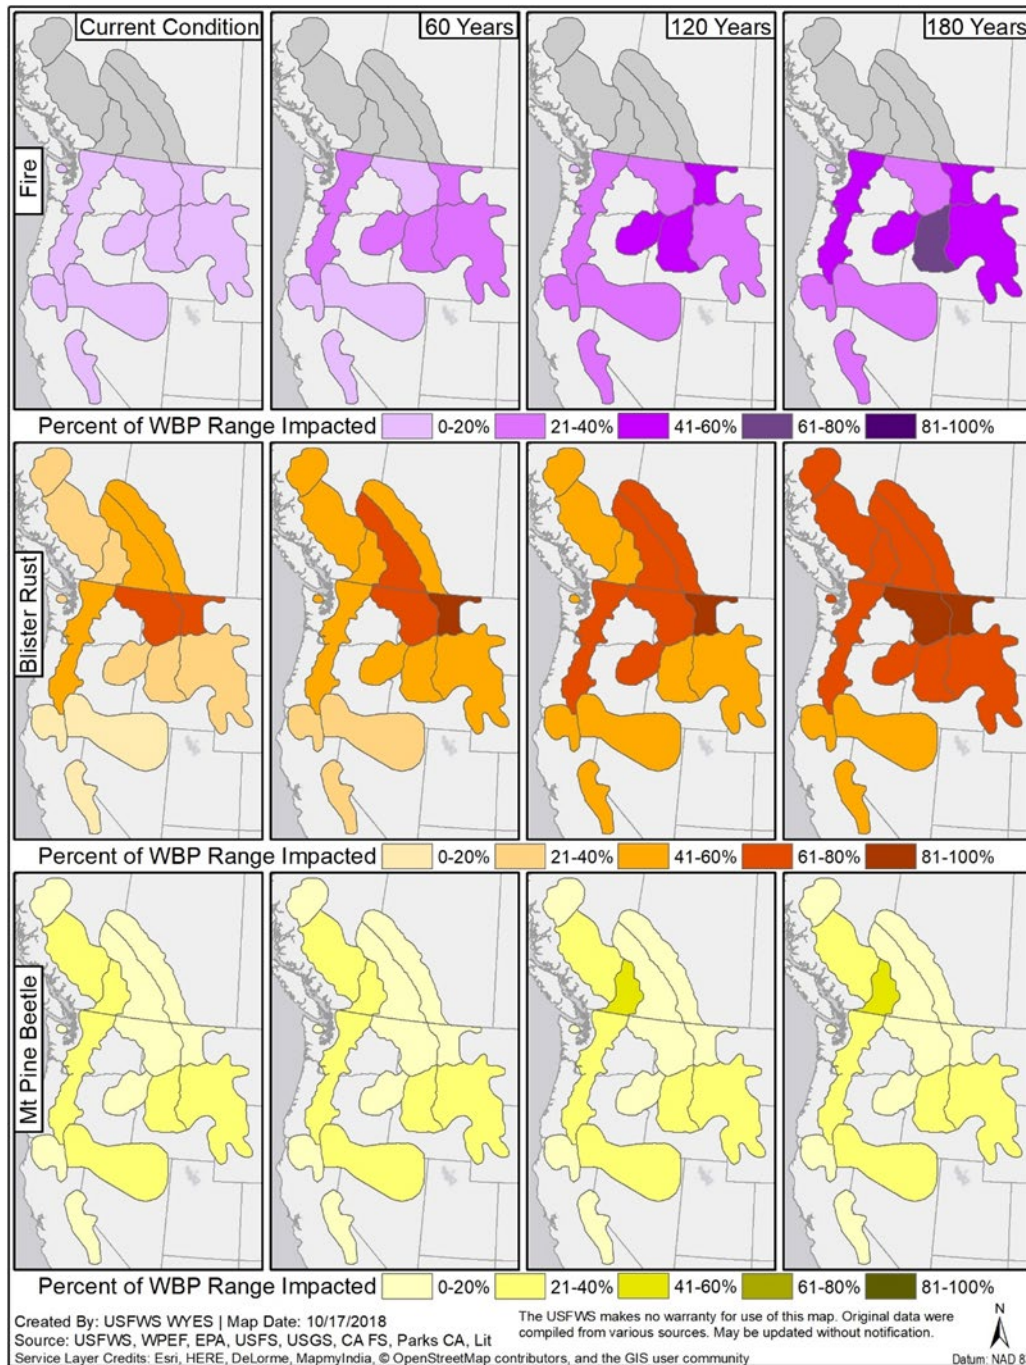 Current Condition
60 Years
120 Years
180 Years
Fire
Percent of WBP Range Impacted 0-20% 21-40% 41-60% 61-80% 81-100%
Blister Rust
Percent of WBP Range Impacted 0-20% 21-40% 41-60% 61-80% 81-100%
Mt Pine Beetle
Percent of WBP Range Impacted 0-20% 21-40% 41-60% 61-80% 81-100%
Created By: USFWS WYES | Map Date: 10/17/2018
Source: USFWS, WPEF, EPA, USFS, USGS, CA FS, Parks CA, Lit
Service Layer Credits: Esri, HERE, DeLorme, MapmyIndia, © OpenStreetMap contributors, and the GIS user community
The USFWS makes no warranty for use of this map. Original data were
compiled from various sources. May be updated without notification.
N
Datum: NAD 8